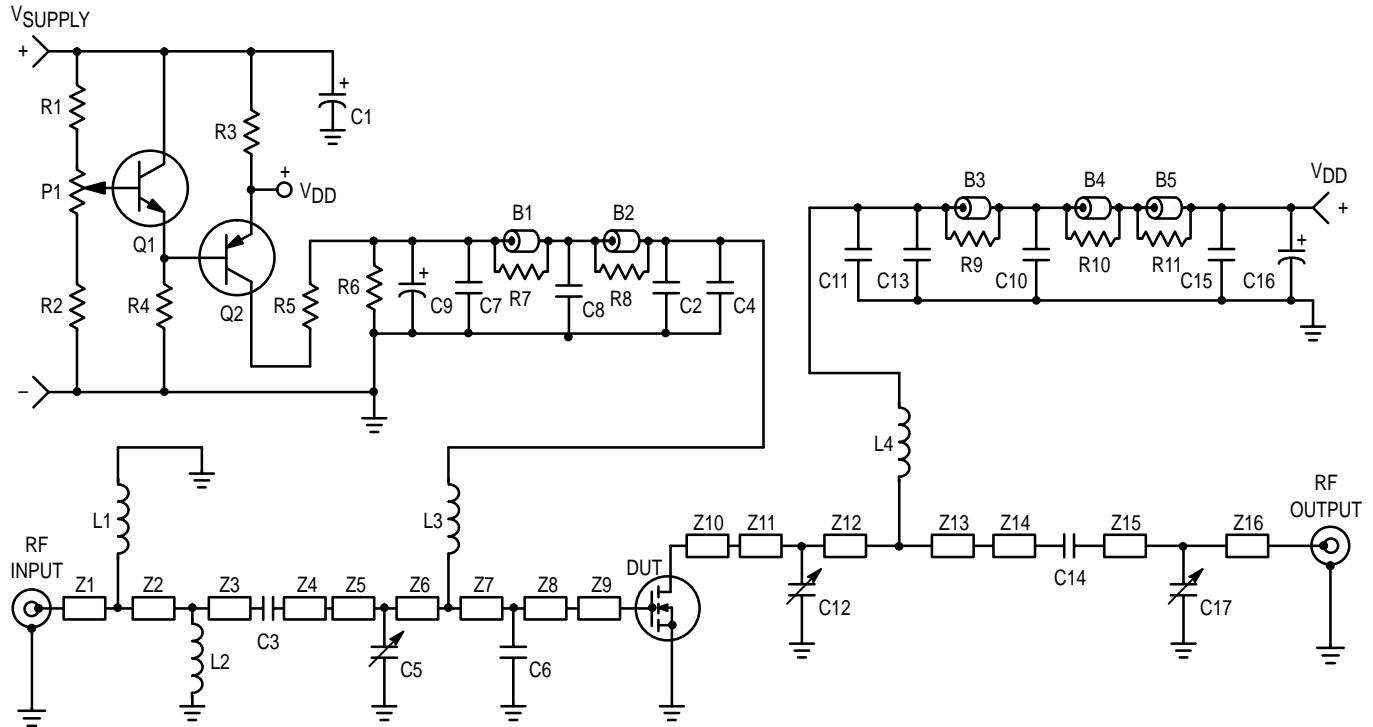 VSUPPLY
+
R1
P1
R2
Q1
R4
R3
+
VDD
Q2
+
C1
R5
R6
+
C9
C7
B1
R7
C8
B2
R8
C2
C4
–
B3
B4
B5
VDD
+
C11
C13
R9
C10
R10
R11
C15
+
C16
L4
L1
L3
RF
INPUT
Z1
Z2
Z3
C3
Z4
Z5
Z6
Z7
Z8
Z9
L2
C5
C6
DUT
Z10
Z11
Z12
Z13
Z14
C14
Z15
Z16
C12
C17
RF
OUTPUT